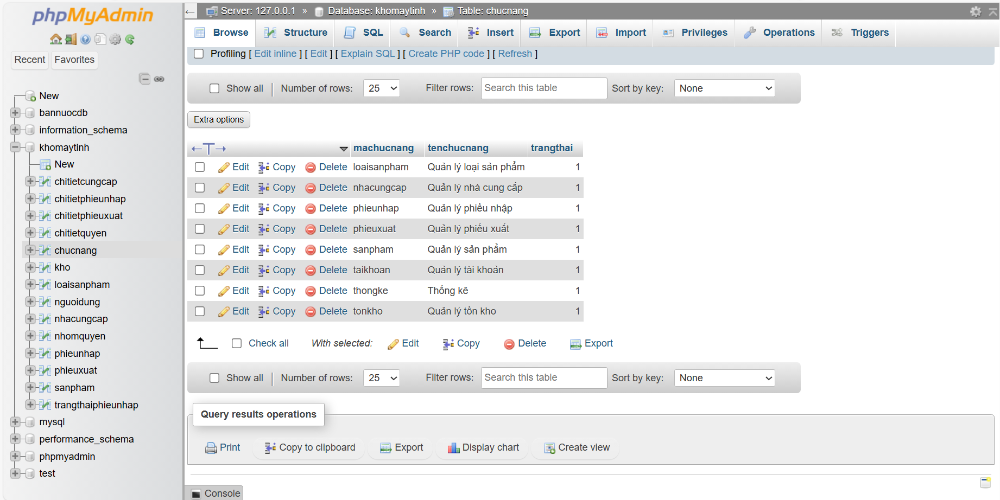 phpMyAdmin
Recent Favorites
New
bannuocdb
information_schema
khomaytinh
New
chitietcungcap
chitietphieunhap
chitietphieuxuat
chitietquyen
chucnang
kho
loaisanpham
nguoidung
nhacungcap
nhomquyen
phieunhap
phieuxuat
sanpham
trangthaiphieunhap
mysql
performance_schema
phpmyadmin
test
Server: 127.0.0.1 » Database: khomaytinh » Table: chucnang
Browse Structure SQL Search Insert Export Import Privileges Operations Triggers
Profiling [ Edit inline ] [ Edit ] [ Explain SQL ] [ Create PHP code ] [ Refresh ]
Show all Number of rows: 25 Filter rows: Search this table Sort by key: None
Extra options
machucnang tenchucnang trangthai
Edit Copy Delete loaisanpham Quản lý loại sản phẩm 1
Edit Copy Delete nhacungcap Quản lý nhà cung cấp 1
Edit Copy Delete phieunhap Quản lý phiếu nhập 1
Edit Copy Delete phieuxuat Quản lý phiếu xuất 1
Edit Copy Delete sanpham Quản lý sản phẩm 1
Edit Copy Delete taikhoan Quản lý tài khoản 1
Edit Copy Delete thongke Thống kê 1
Edit Copy Delete tonkho Quản lý tồn kho 1
Check all With selected: Edit Copy Delete Export
Show all Number of rows: 25 Filter rows: Search this table Sort by key: None
Query results operations
Print Copy to clipboard Export Display chart Create view
Console